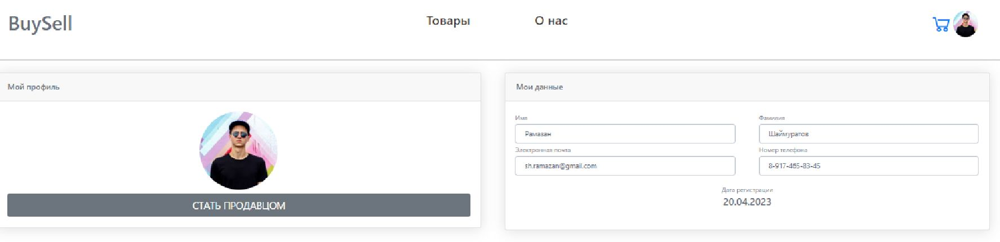 BuySell
Товары
О нас
Мой профиль
СТАТЬ ПРОДАВЦОМ
Мои данные
Имя
Фамилия
Рамазан
Шаймуратов
Электронная почта
Номер телефона
sh.ramazan@gmail.com
8-917-465-83-45
Дата регистрации
20.04.2023